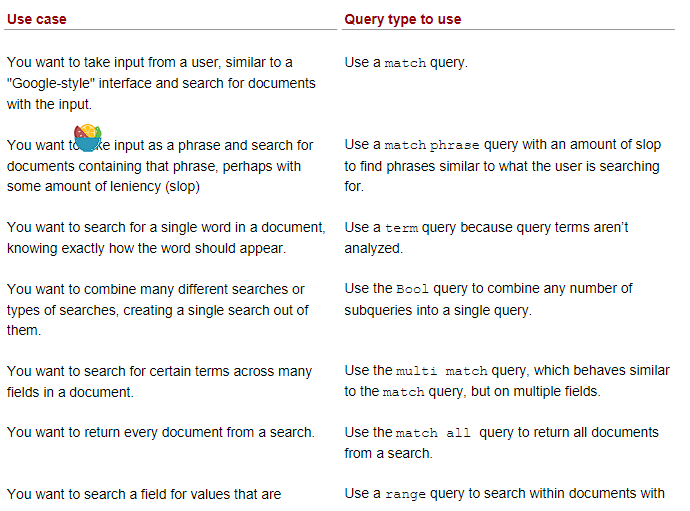 Use case Query type to use
You want to take input from a user, similar to a Use a match query.
"Google-style" interface and search for documents
with the input.
You want input as a phrase and search for Use a match phrase query with an amount of slop
documents containing that phrase, perhaps with to find phrases similar to what the user is searching
some amount of leniency (slop) for.
You want to search for a single word in a document, Use a term query because query terms aren’t
knowing exactly how the word should appear. analyzed.
You want to combine many different searches or Use the Bool query to combine any number of
types of searches, creating a single search out of subqueries into a single query.
them.
You want to search for certain terms across many Use the multi match query, which behaves similar
fields in a document. to the match query, but on multiple fields.
You want to return every document from a search. Use the match all query to return all documents
from a search.
You want to search a field for values that are Use a range query to search within documents with